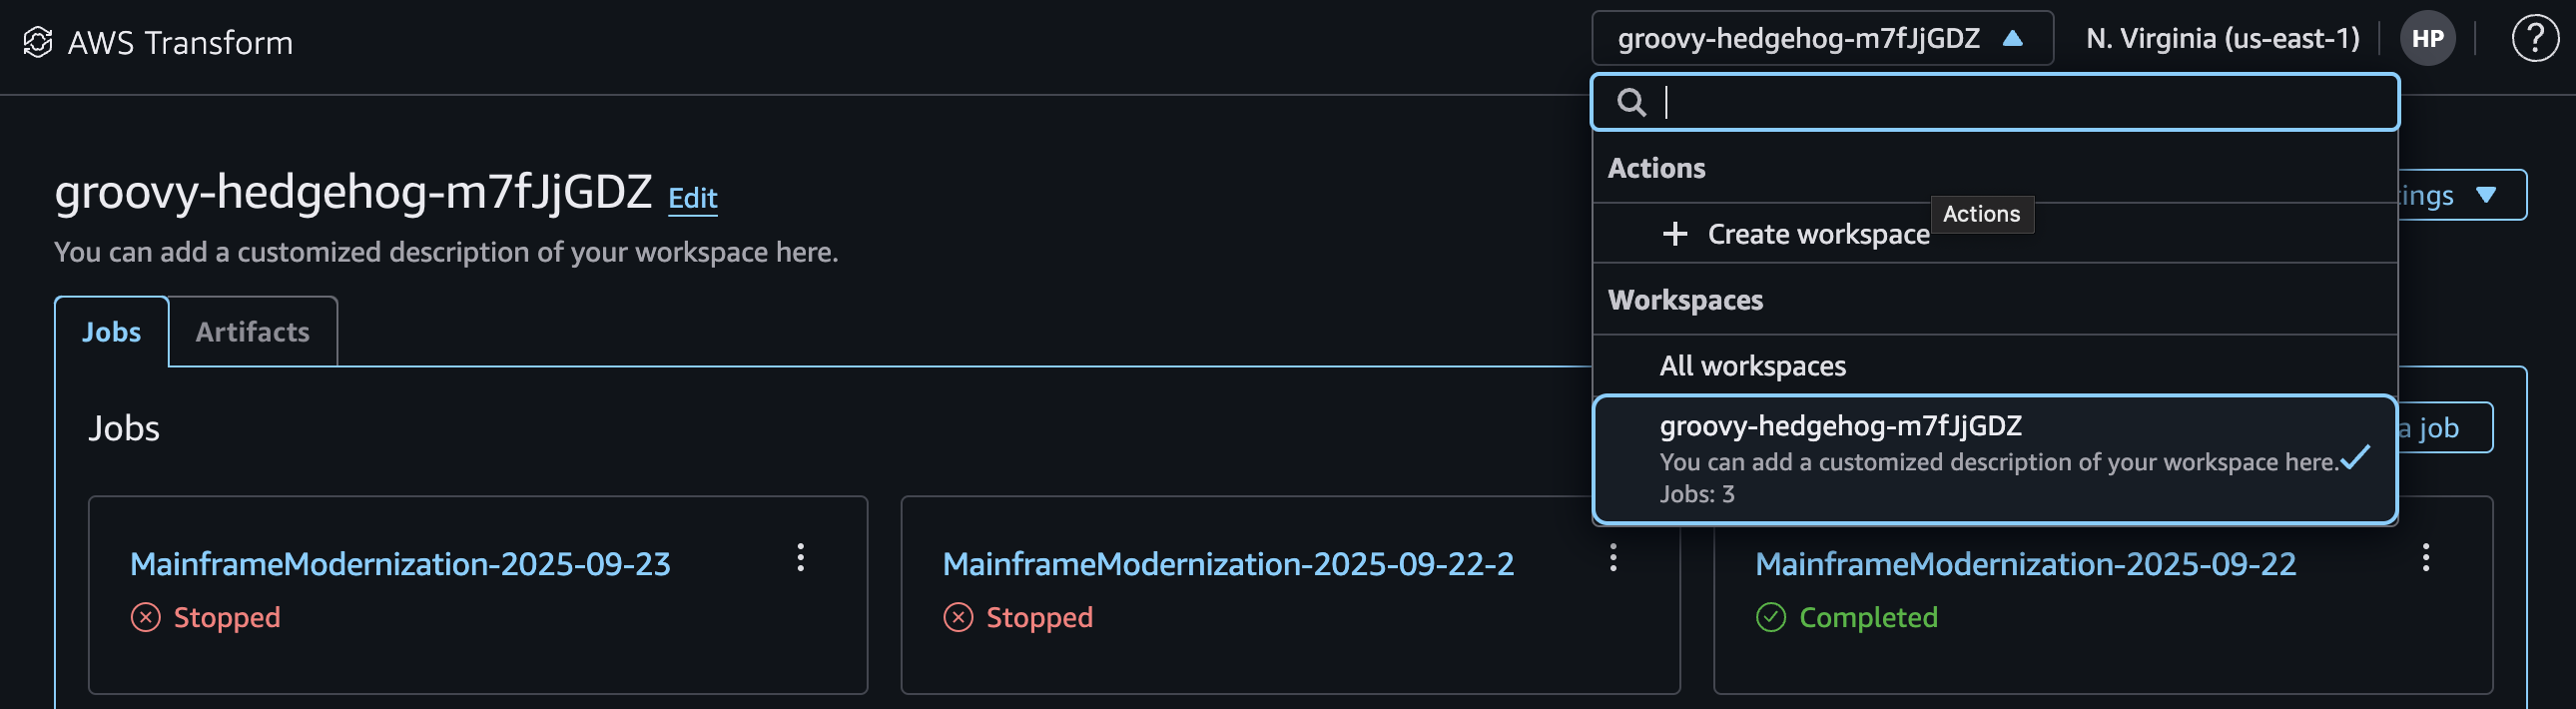 AWS Transform
groovy-hedgehog-m7fJjGDZ
N. Virginia (us-east-1)
HP
?
Actions
Actions
Create workspace
Workspaces
All workspaces
groovy-hedgehog-m7fJjGDZ
You can add a customized description of your workspace here.
Jobs: 3
groovy-hedgehog-m7fJjGDZ Edit
You can add a customized description of your workspace here.
Jobs
Artifacts
Jobs
a job
MainframeModernization-2025-09-23
Stopped
MainframeModernization-2025-09-22-2
Stopped
MainframeModernization-2025-09-22
Completed